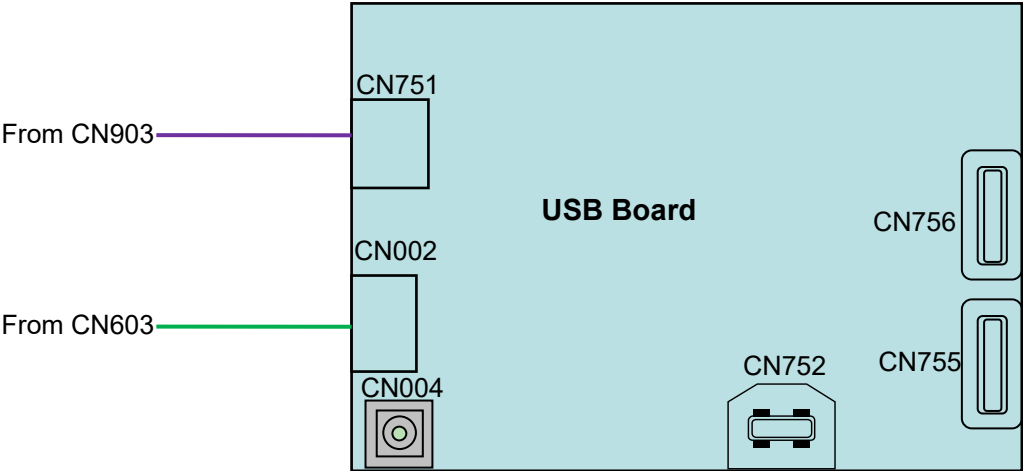 CN751
From CN903
USB Board
CN756
CN002
From CN603
CN752
CN755
CN004